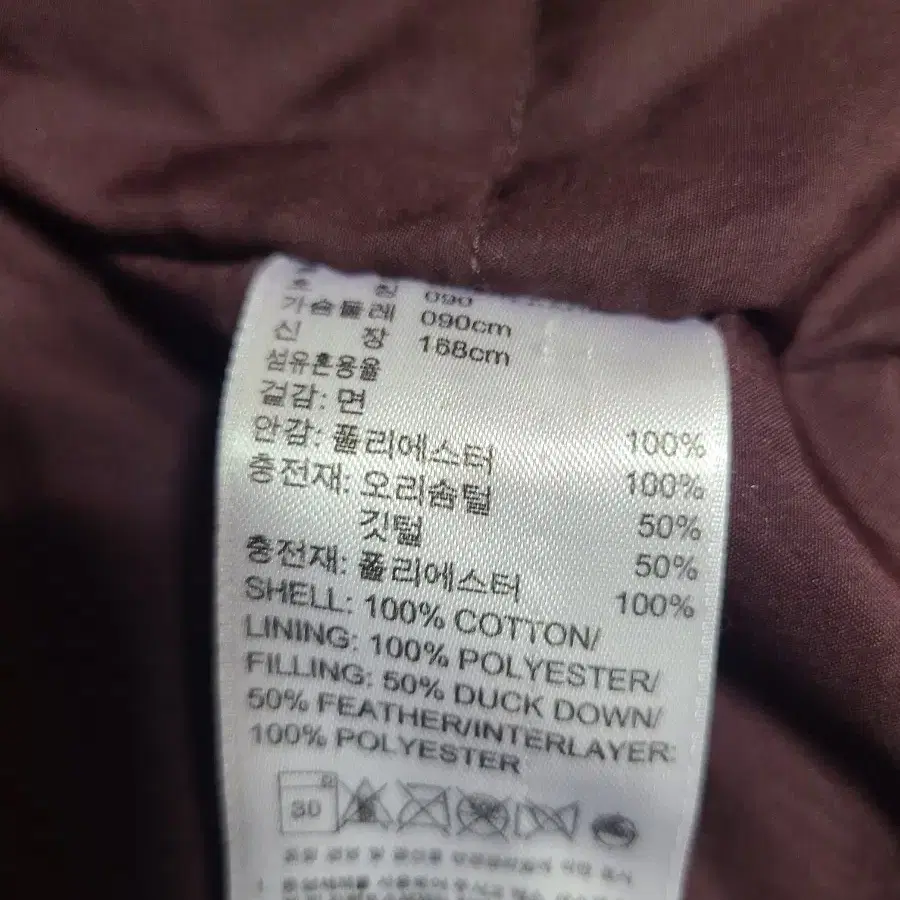 090
가슴둘레 090cm
신 장 168cm
섬유혼용율
겉감: 면 100%
안감: 폴리에스터 100%
충전재: 오리솜털 50%
깃털 50%
충전재: 폴리에스터 100%
SHELL: 100% COTTON/
LINING: 100% POLYESTER/
FILLING: 50% DUCK DOWN/
50% FEATHER/INTERLAYER:
100% POLYESTER
30